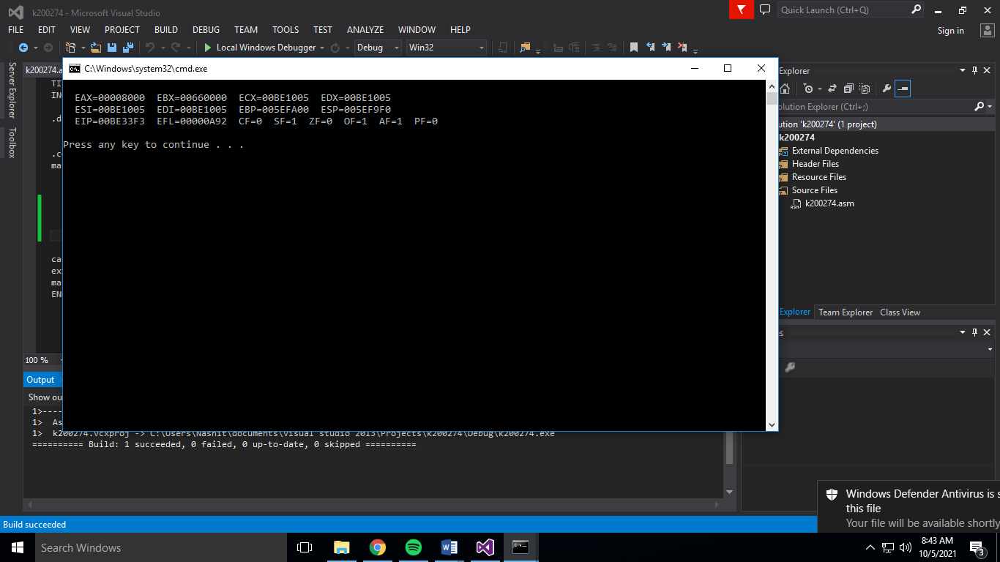 k200274 - Microsoft Visual Studio
Quick Launch (Ctrl+Q)
FILE EDIT VIEW PROJECT BUILD DEBUG TEAM TOOLS TEST ANALYZE WINDOW HELP
Sign in
Local Windows Debugger Debug Win32
Server Explorer
Toolbox
k200274.a
TI
IN
.d
.c
ma
ca
ex
ma
EN
C:\Windows\system32\cmd.exe
EAX=00008000 EBX=00660000 ECX=00BE1005 EDX=00BE1005
ESI=00BE1005 EDI=00BE1005 EBP=005EFA00 ESP=005EF9F0
EIP=00BE33F3 EFL=00000A92 CF=0 SF=1 ZF=0 OF=1 AF=1 PF=0
Press any key to continue . . .
Explorer
olution Explorer (Ctrl+;)
ution 'k200274' (1 project)
k200274
External Dependencies
Header Files
Resource Files
Source Files
k200274.asm
Explorer Team Explorer Class View
es
100 %
Output
Show ou
1>----
1> As
1> k200274.vcxproj -> C:\Users\Nashit\documents\visual studio 2013\Projects\k200274\Debug\k200274.exe
========== Build: 1 succeeded, 0 failed, 0 up-to-date, 0 skipped ==========
Windows Defender Antivirus is s
this file
Your file will be available shortly
Build succeeded
Search Windows
8:43 AM
10/5/2021
3